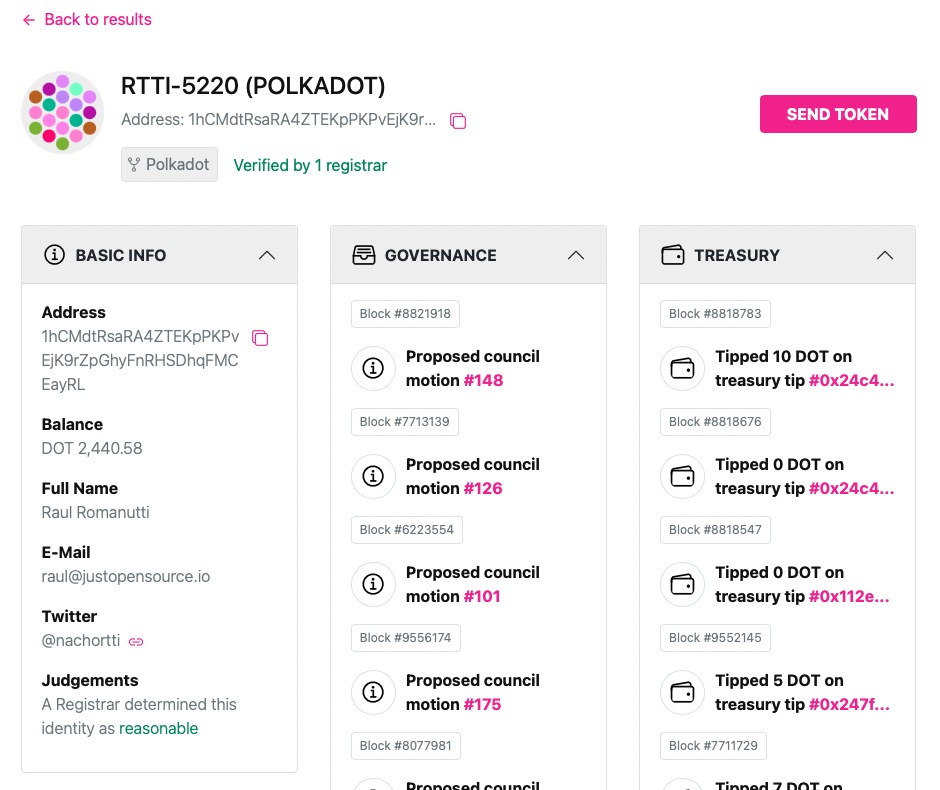 ← Back to results
RTTI-5220 (POLKADOT)
Address: 1hCMdtRsaRA4ZTEKpPKPvEjK9r...
SEND TOKEN
Polkadot
Verified by 1 registrar
BASIC INFO
Address
1hCMdtRsaRA4ZTEKpPKPv
EjK9rZpGhyFnRHSDhqFMC
EayRL
Balance
DOT 2,440.58
Full Name
Raul Romanutti
E-Mail
raul@justopensource.io
Twitter
@nachortti
Judgements
A Registrar determined this
identity as reasonable
GOVERNANCE
Block #8821918
Proposed council
motion #148
Block #7713139
Proposed council
motion #126
Block #6223554
Proposed council
motion #101
Block #9556174
Proposed council
motion #175
Block #8077981
Proposed council
TREASURY
Block #8818783
Tipped 10 DOT on
treasury tip #0x24c4...
Block #8818676
Tipped 0 DOT on
treasury tip #0x24c4...
Block #8818547
Tipped 0 DOT on
treasury tip #0x112e...
Block #9552145
Tipped 5 DOT on
treasury tip #0x247f...
Block #7711729
Tipped 7 DOT on